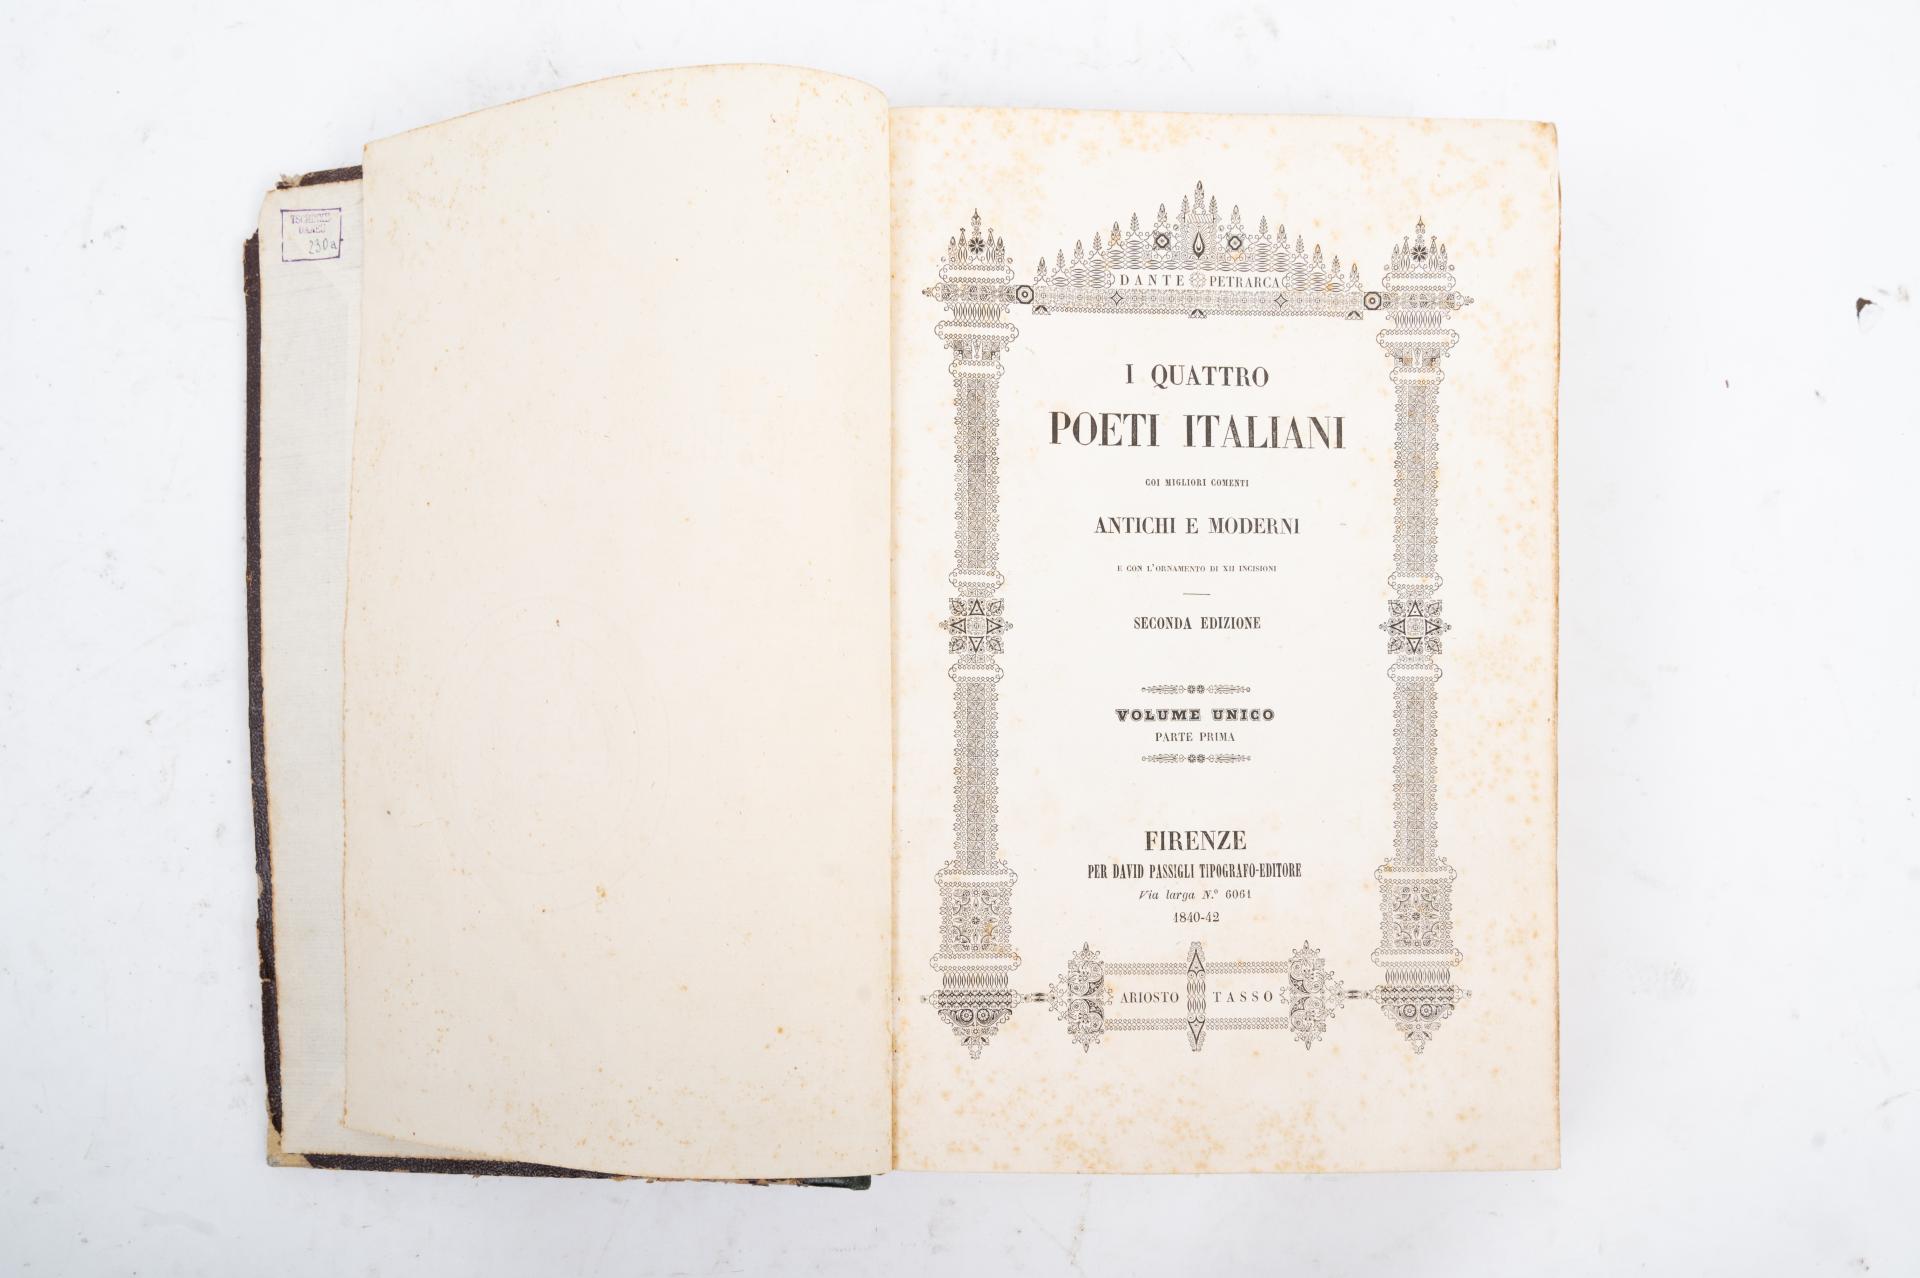 230a
DANTE PETRARCA
I QUATTRO
POETI ITALIANI
COI MIGLIORI COMENTI
ANTICHI E MODERNI
E CON L'ORNAMENTO DI XII INCISIONI
SECONDA EDIZIONE
VOLUME UNICO
PARTE PRIMA
FIRENZE
PER DAVID PASSIGLI TIPOGRAFO-EDITORE
Via larga N.° 6061
1840-42
ARIOSTO TASSO